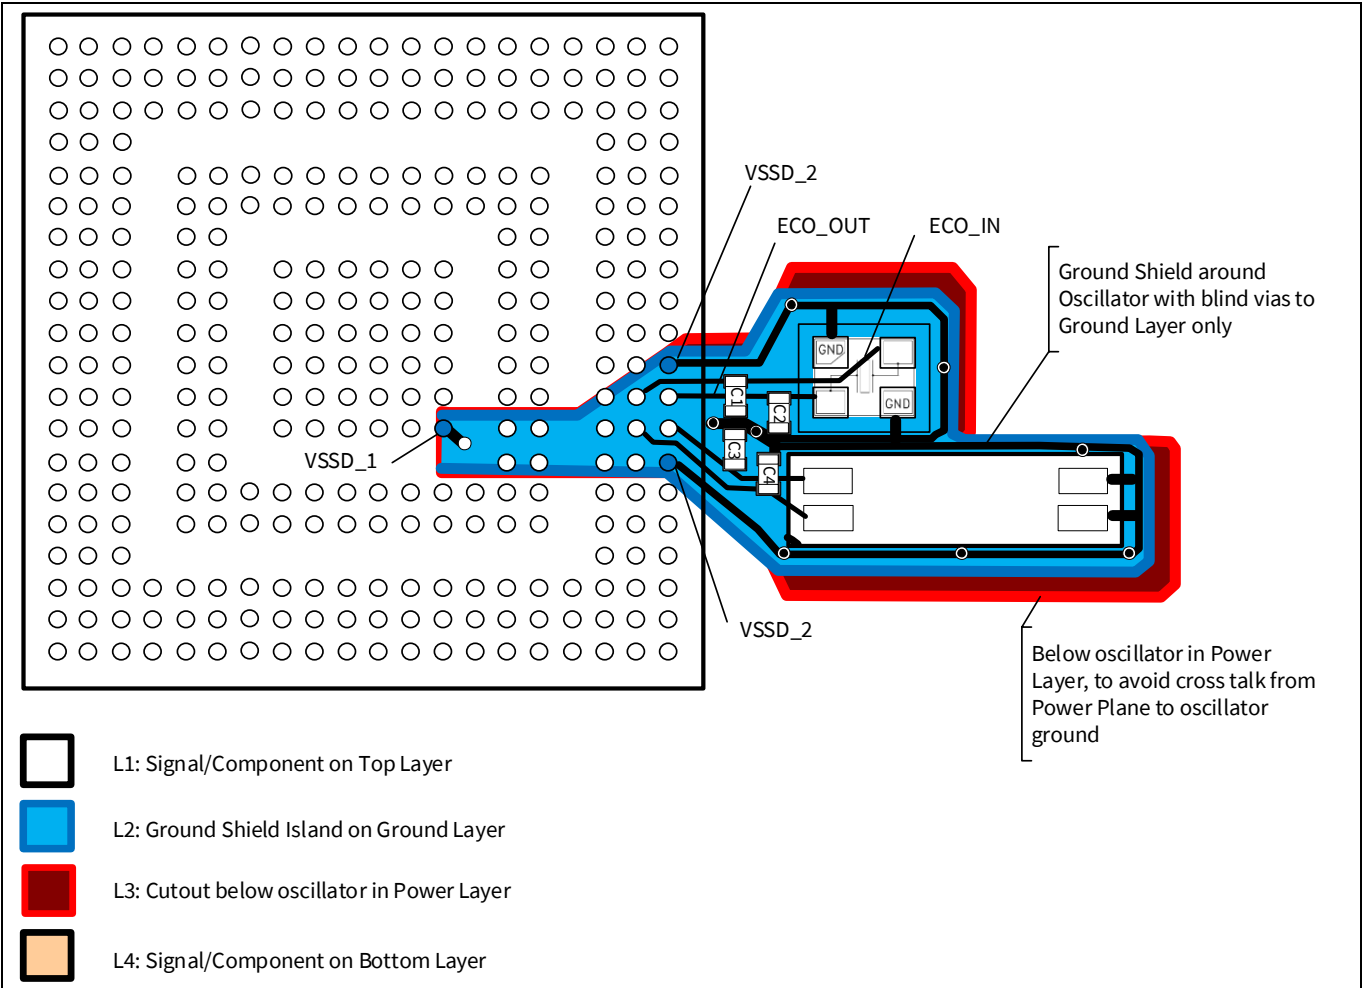 VSSD_2
ECO_OUT
ECO_IN
Ground Shield around
Oscillator with blind vias to
Ground Layer only
GND
GND
C1
C2
C3
C4
VSSD_1
VSSD_2
Below oscillator in Power
Layer, to avoid cross talk from
Power Plane to oscillator
ground
L1: Signal/Component on Top Layer
L2: Ground Shield Island on Ground Layer
L3: Cutout below oscillator in Power Layer
L4: Signal/Component on Bottom Layer